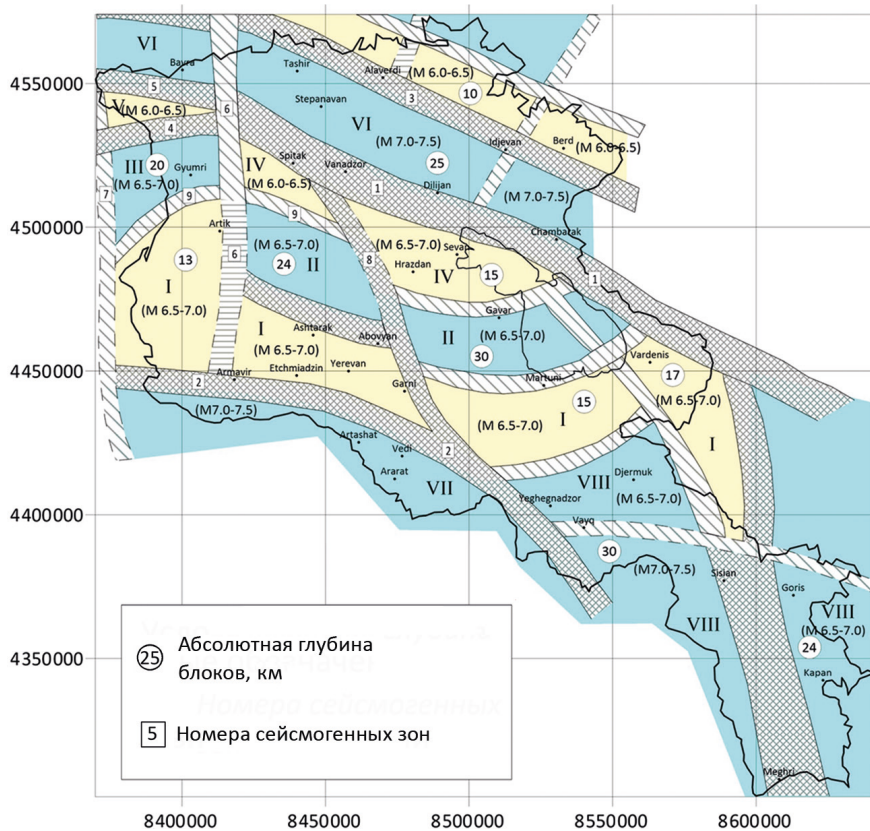 VI
Bavra
Tashir
Alaverdi
(M 6.0-6.5)
10
5
3
V
(M 6.0-6.5)
6
Stepanavan
VI
(M 7.0-7.5)
Idjevan
Berd
(M 6.0-6.5)
4
III
20
Gyumri
(M 6.5-7.0)
IV
Spitak
(M 6.0-6.5)
Vanadzor
25
Dilijan
1
(M 7.0-7.5)
7
9
9
Artik
Chambarak
13
6
(M 6.5-7.0)
24
II
8
(M 6.5-7.0)
Sevan
Hrazdan
IV
15
1
I
(M 6.5-7.0)
I
Ashtarak
(M 6.5-7.0)
Abovyan
Gavar
II
(M 6.5-7.0)
30
Vardenis
17
(M 6.5-7.0)
Armavir
2
Etchmiadzin
Yerevan
Garni
Martuni
15
(M 6.5-7.0)
I
I
(M7.0-7.5)
Artashat
Vedi
Ararat
VII
2
Yeghegnadzor
VIII
Djermuk
(M 6.5-7.0)
Vayq
30
(M7.0-7.5)
Sisian
VIII
Goris
VIII
(M 6.5-7.0)
24
Kapan
Meghri
4550000
4500000
4450000
4400000
4350000
4300000
8400000
8450000
8500000
8550000
8600000
25
Абсолютная глубина
блоков, км
5
Номера сейсмогенных зон